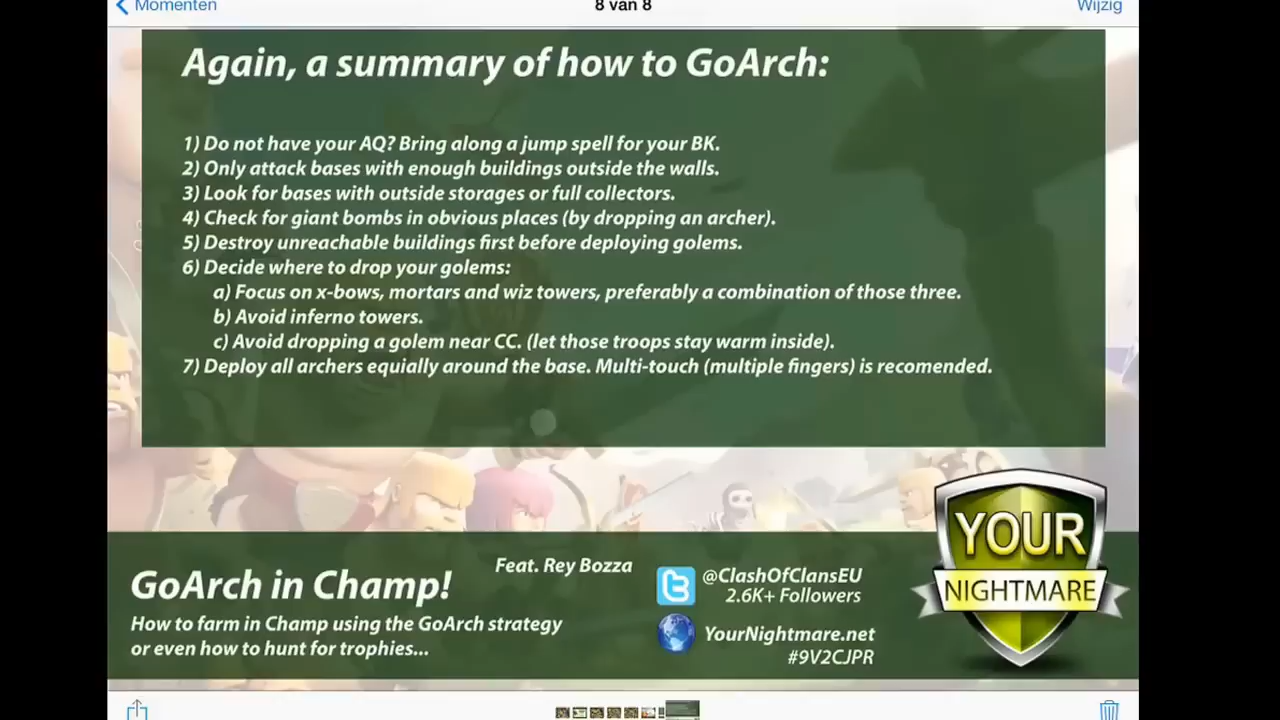 Momenten
8 van 8
Wijzig
Again, a summary of how to GoArch:
1) Do not have your AQ? Bring along a jump spell for your BK.
2) Only attack bases with enough buildings outside the walls.
3) Look for bases with outside storages or full collectors.
4) Check for giant bombs in obvious places (by dropping an archer).
5) Destroy unreachable buildings first before deploying golems.
6) Decide where to drop your golems:
a) Focus on x-bows, mortars and wiz towers, preferably a combination of those three.
b) Avoid inferno towers.
c) Avoid dropping a golem near CC. (let those troops stay warm inside).
7) Deploy all archers equially around the base. Multi-touch (multiple fingers) is recomended.
GoArch in Champ!
Feat. Rey Bozza
How to farm in Champ using the GoArch strategy
or even how to hunt for trophies...
@ClashOfClansEU
2.6K+ Followers
YourNightmare.net
#9V2CJPR
YOUR
NIGHTMARE